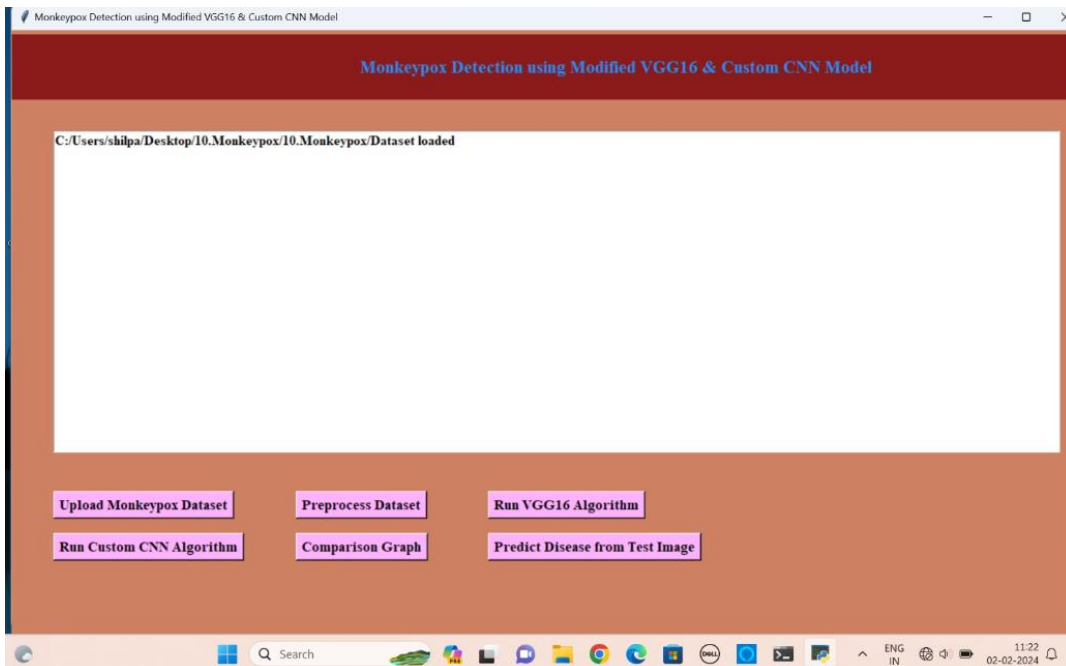 Monkeypox Detection using Modified VGG16 & Custom CNN Model
Monkeypox Detection using Modified VGG16 & Custom CNN Model
C:/Users/shilpa/Desktop/10.Monkeypox/10.Monkeypox/Dataset loaded
Upload Monkeypox Dataset Preprocess Dataset Run VGG16 Algorithm
Run Custom CNN Algorithm Comparison Graph Predict Disease from Test Image
Search ENG 11:22
IN 02-02-2024